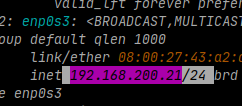 valid_lft forever prefer
2: enp0s3: <BROADCAST,MULTICAST
oup default qlen 1000
link/ether 08:00:27:43:a2:
inet 192.168.200.21/24 brd
e enp0s3